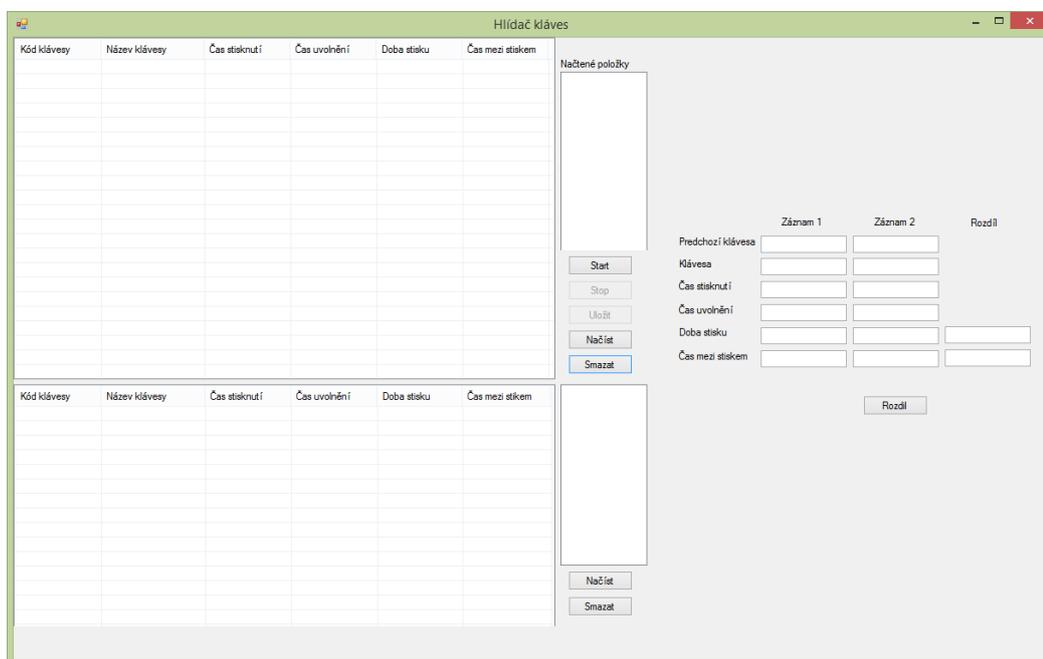 Hlídač kláves
Kód klávesy Název klávesy Čas stisknutí Čas uvolnění Doba stisku Čas mezi stiskem
Načtené položky
Záznam 1 Záznam 2 Rozdíl
Predchozí klávesa
Klávesa
Čas stisknutí
Čas uvolnění
Doba stisku
Čas mezi stiskem
Start
Stop
Uložit
Načíst
Smazat
Rozdíl
Kód klávesy Název klávesy Čas stisknutí Čas uvolnění Doba stisku Čas mezi stikem
Načíst
Smazat